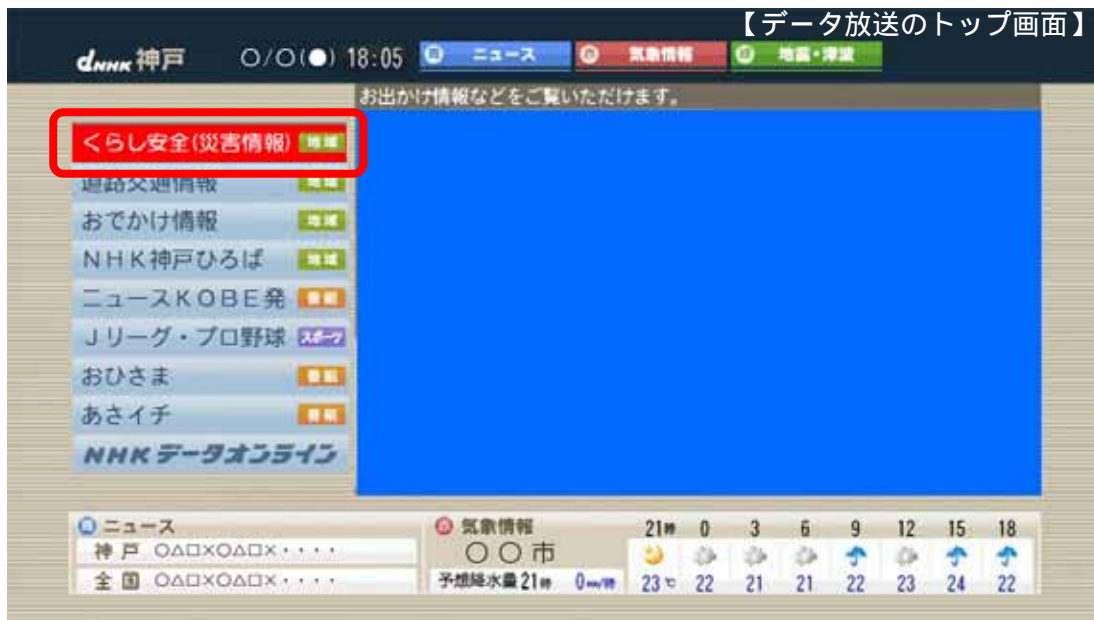 【データ放送のトップ画面】
dNHK神戸 ○/○(●) 18:05 ニュース 気象情報 地震・津波
お出かけ情報などをご覧いただけます。
くらし安全(災害情報) 地域
道路交通情報 地域
おでかけ情報 地域
NHK神戸ひろば 地域
ニュースKOBE発 番組
Jリーグ・プロ野球 スポーツ
おひさま 番組
あさイチ 番組
NHKデータオンライン
ニュース
神戸 ○△□×○△□×・・・・
全国 ○△□×○△□×・・・・
気象情報 21時 0 3 6 9 12 15 18
○○市
予想降水量21時 0mm/時 23℃ 22 21 21 22 23 24 22